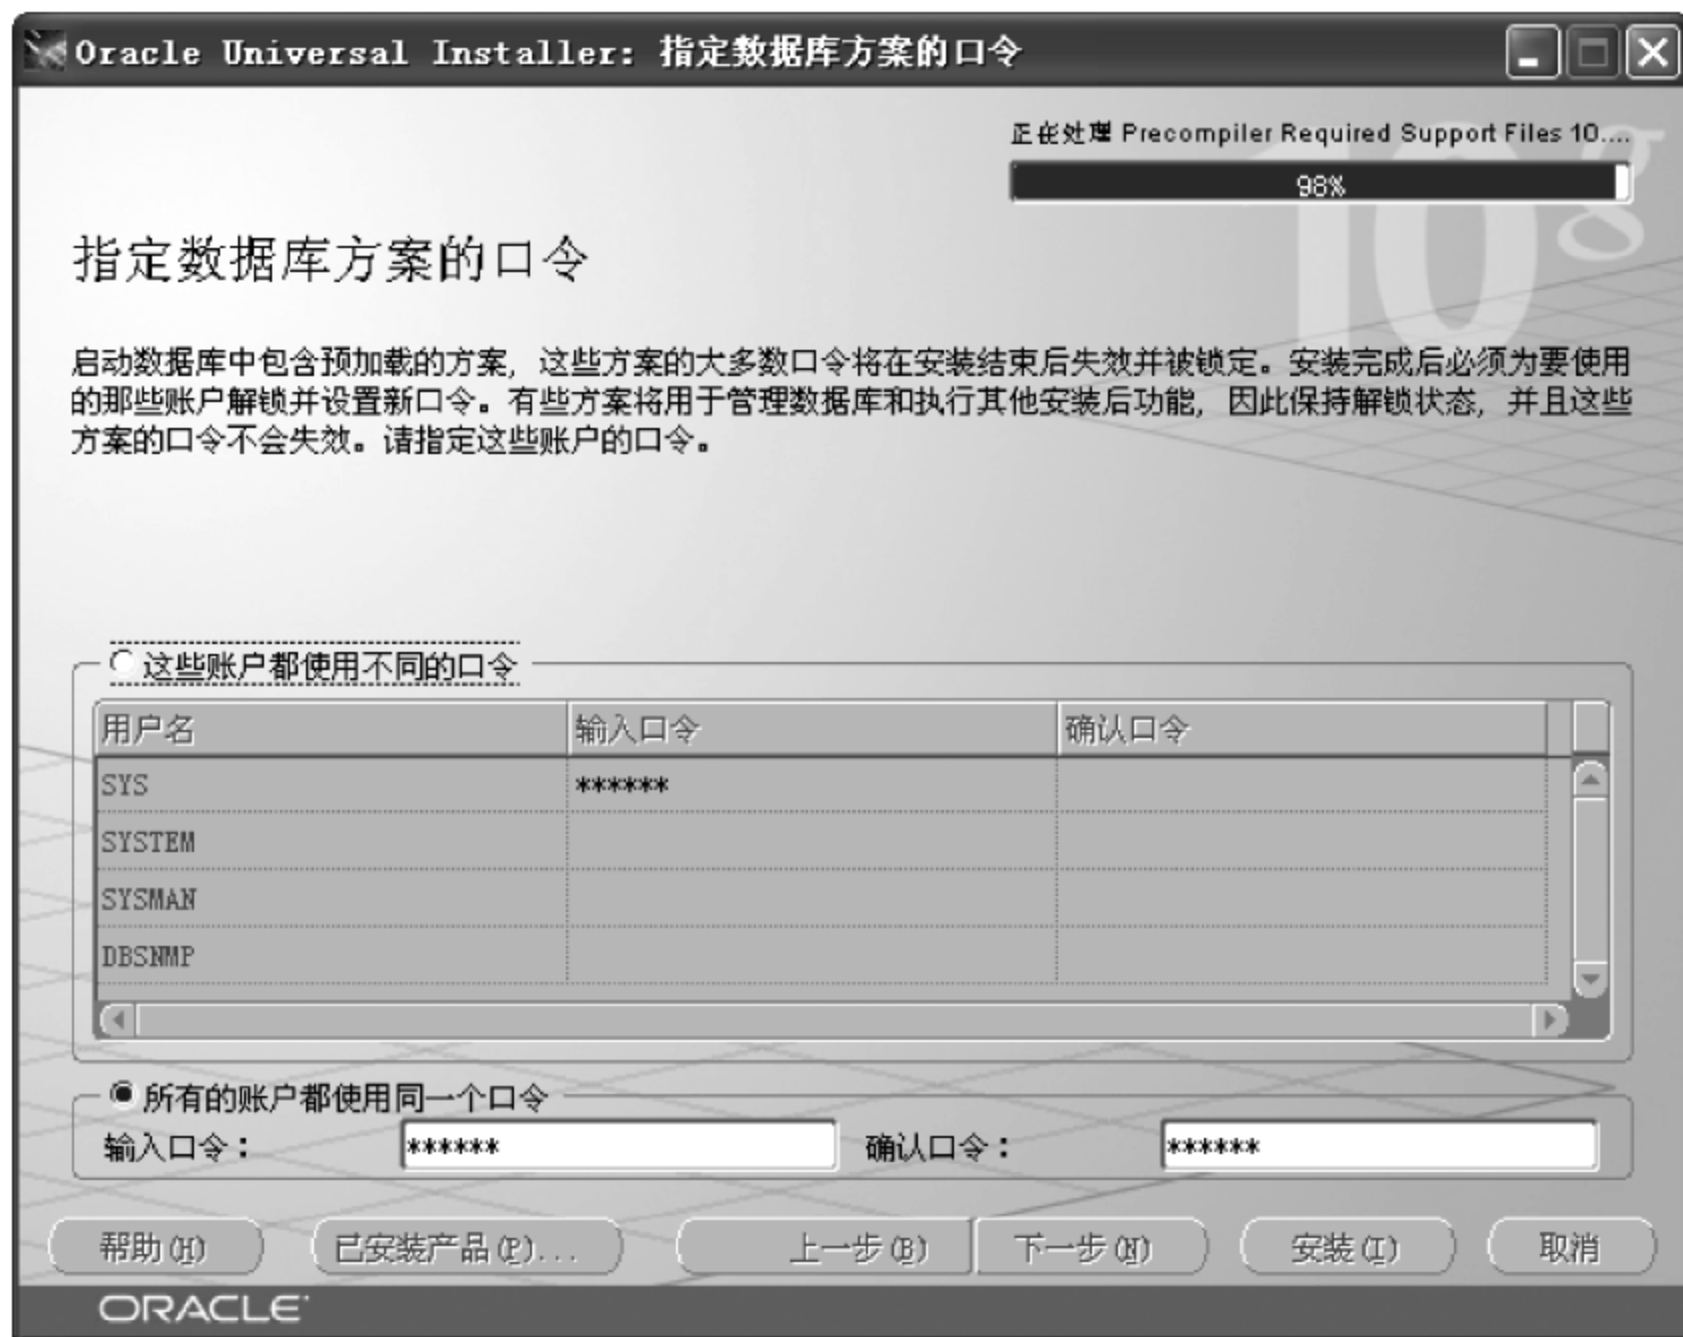 Oracle Universal Installer: 指定数据库方案的口令
正在处理 Precompiler Required Support Files 10....
98%
10g
指定数据库方案的口令
启动数据库中包含预加载的方案, 这些方案的大多数口令将在安装结束后失效并被锁定。安装完成后必须为要使用
的那些账户解锁并设置新口令。有些方案将用于管理数据库和执行其他安装后功能, 因此保持解锁状态, 并且这些
方案的口令不会失效。请指定这些账户的口令。
这些账户都使用不同的口令
用户名 输入口令 确认口令
SYS ******
SYSTEM
SYSMAN
DBSNMP
所有的账户都使用同一个口令
输入口令: ****** 确认口令: ******
帮助(H) 已安装产品(P)... 上一步(B) 下一步(N) 安装(I) 取消
ORACLE